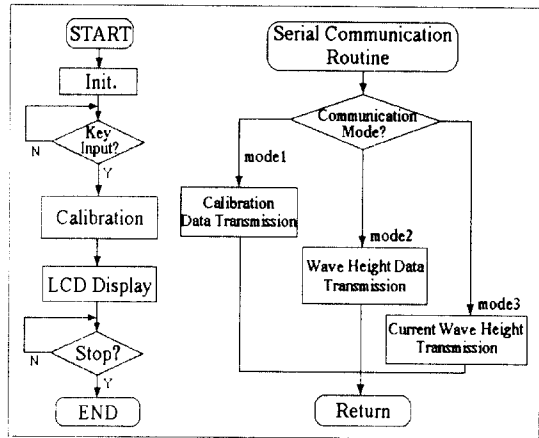 START
Init.
Key
Input?
N
Y
Calibration
LCD Display
Stop?
N
Y
END
Serial Communication
Routine
Communication
Mode?
mode1
Calibration
Data Transmission
mode2
Wave Height Data
Transmission
mode3
Current Wave Height
Transmission
Return